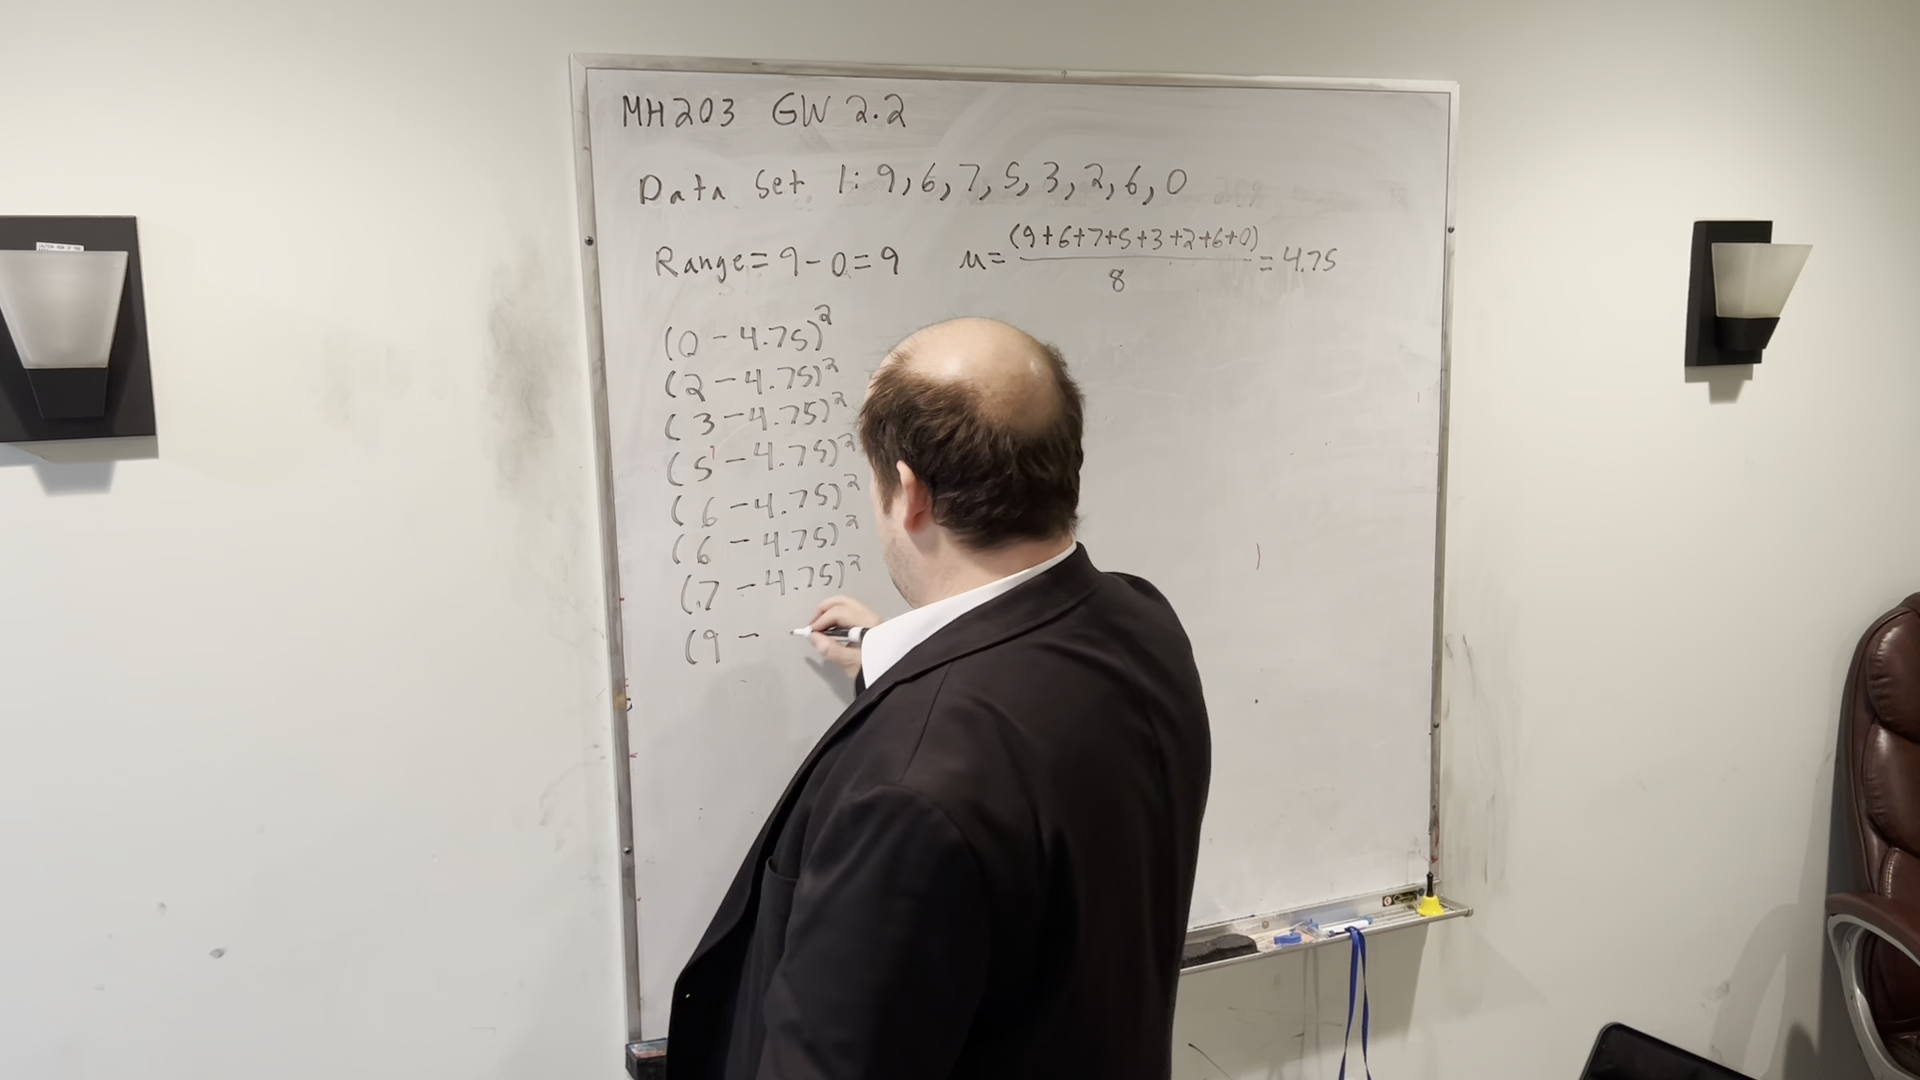 MH203 GW 2.2
Data Set 1: 9, 6, 7, 5, 3, 2, 6, 0
Range = 9 - 0 = 9 μ = (9+6+7+5+3+2+6+0) / 8 = 4.75
(0 - 4.75)²
(2 - 4.75)²
(3 - 4.75)²
(5 - 4.75)²
(6 - 4.75)²
(6 - 4.75)²
(7 - 4.75)²
(9 -